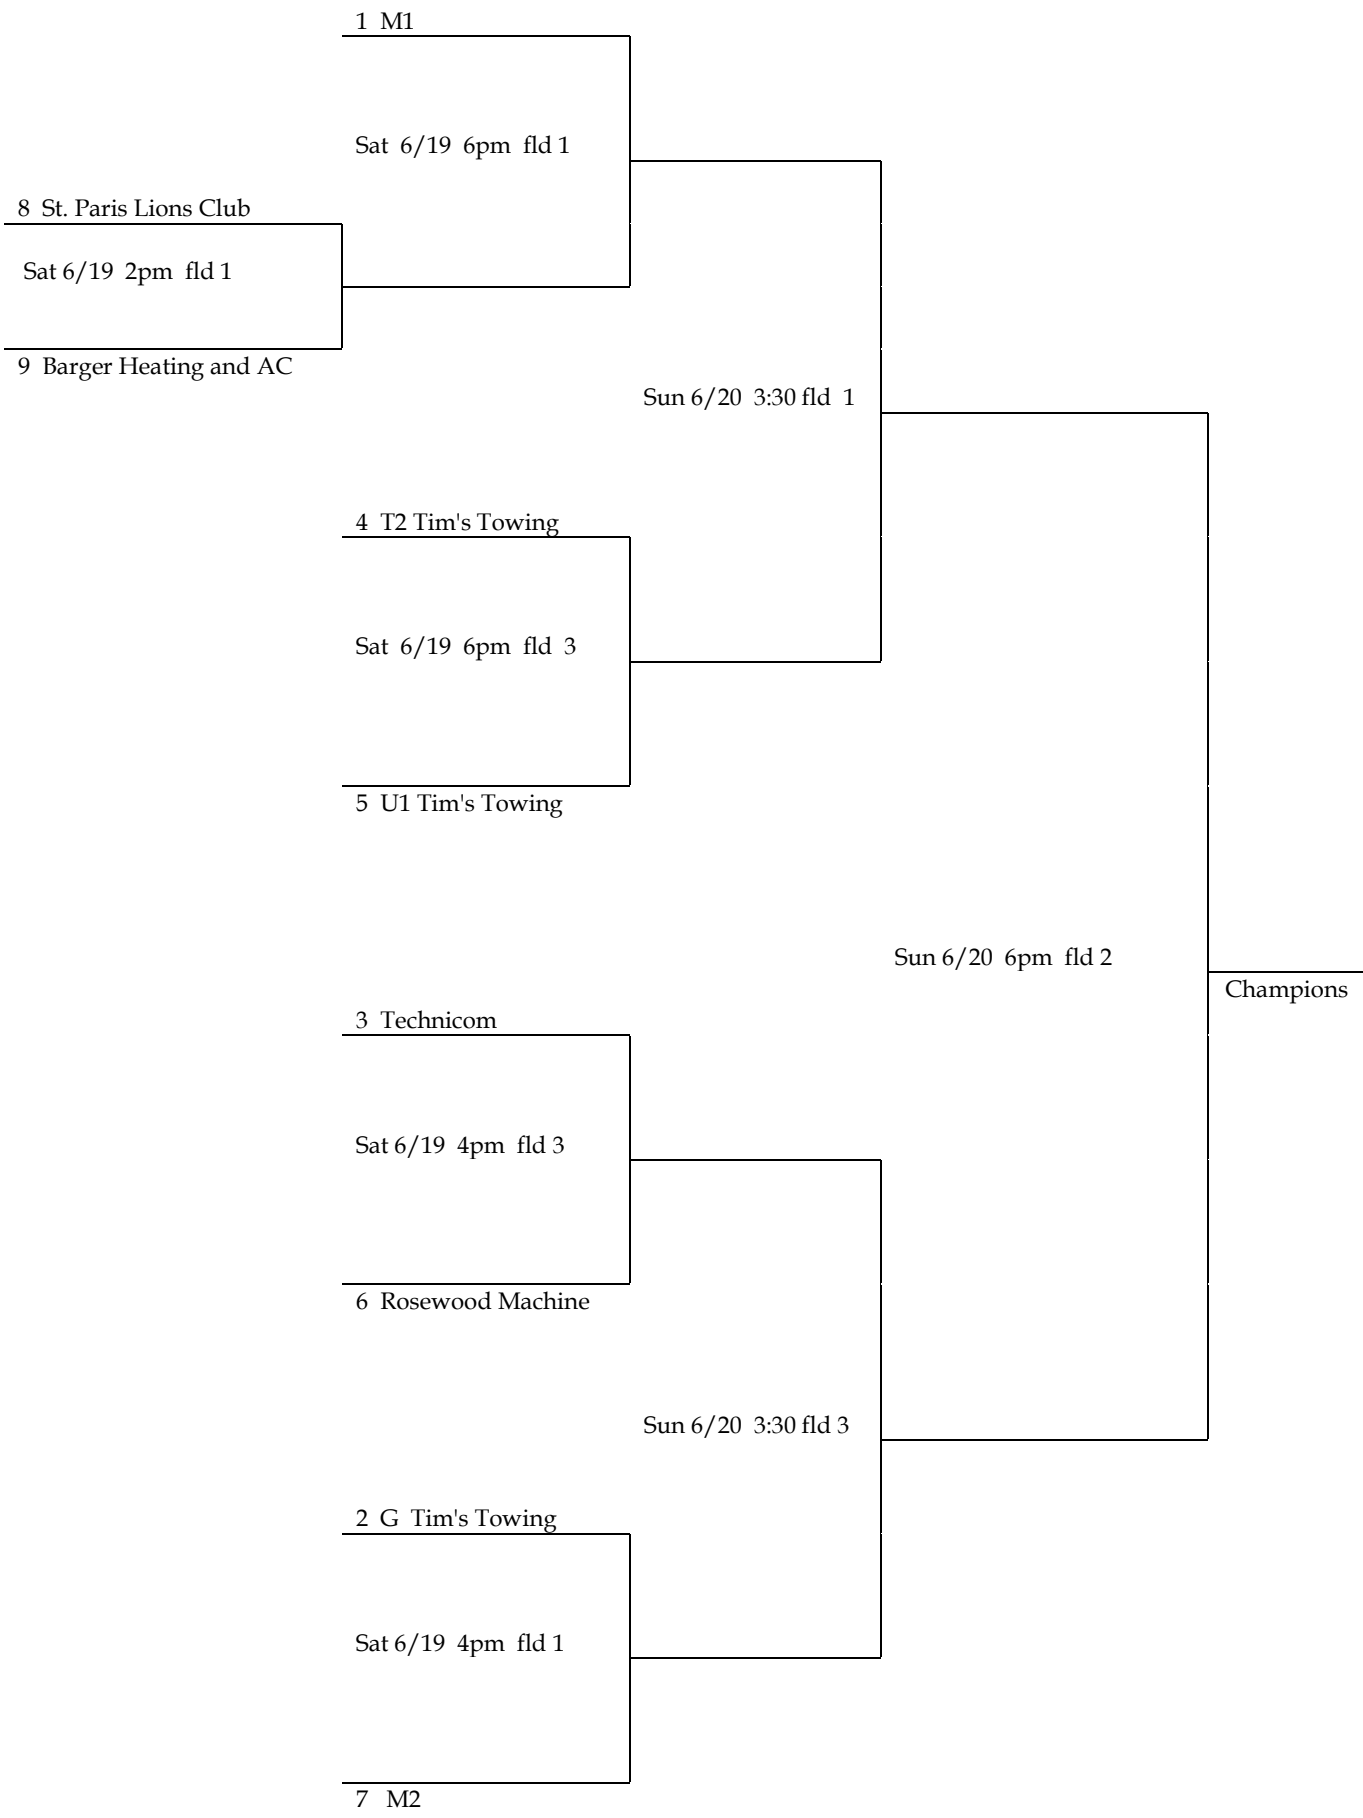 1  M1
Sat  6/19  6pm  fld 1
8  St. Paris Lions Club
Sat 6/19  2pm  fld 1
9  Barger Heating and AC
Sun 6/20  3:30 fld  1
4  T2 Tim's Towing
Sat  6/19  6pm  fld  3
5  U1 Tim's Towing
Sun 6/20  6pm  fld 2
Champions
3  Technicom
Sat 6/19  4pm  fld 3
6  Rosewood Machine
Sun 6/20  3:30 fld 3
2  G  Tim's Towing
Sat 6/19  4pm  fld 1
7   M2